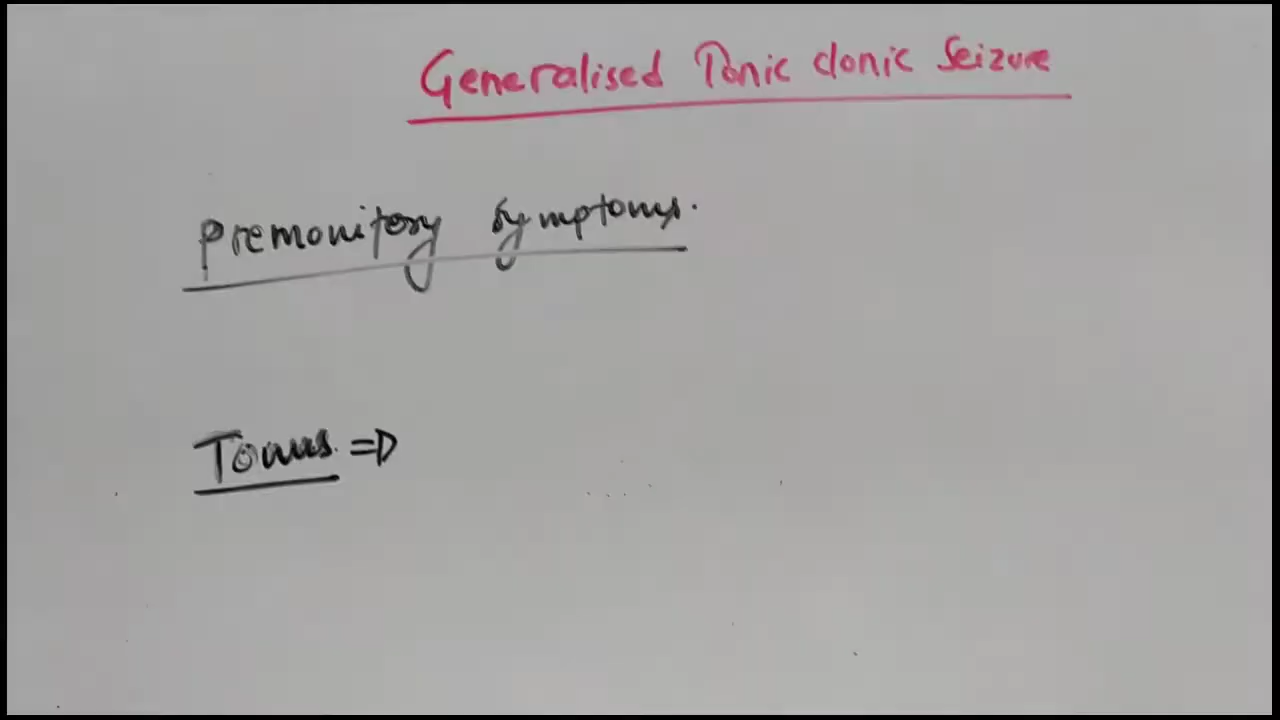 Generalised Tonic clonic Seizure
Premonitory Symptoms.
Tonus ⇒